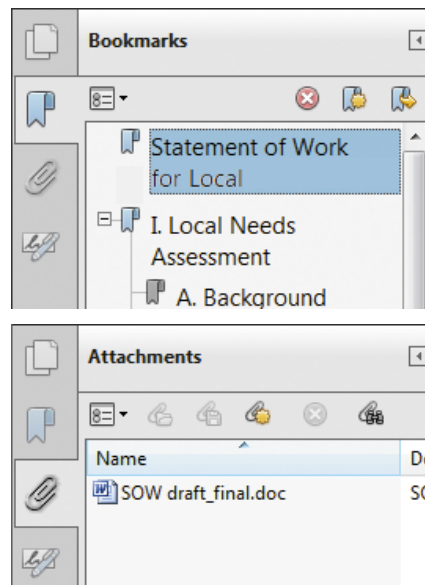 Bookmarks
Statement of Work
for Local
I. Local Needs
Assessment
A. Background
Attachments
Name
SOW draft_final.doc